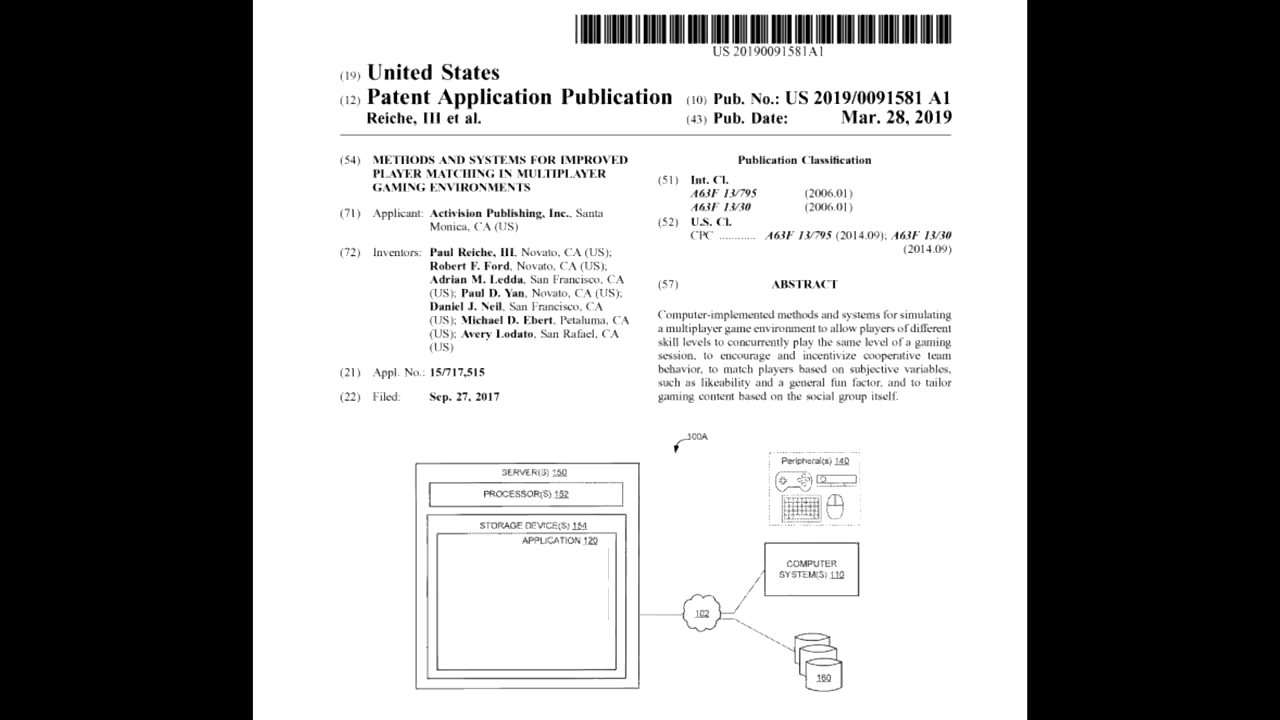 US 20190091581A1
(19) United States
(12) Patent Application Publication
Reiche, III et al.
(10) Pub. No.: US 2019/0091581 A1
(43) Pub. Date: Mar. 28, 2019
(54) METHODS AND SYSTEMS FOR IMPROVED
PLAYER MATCHING IN MULTIPLAYER
GAMING ENVIRONMENTS
(71) Applicant: Activision Publishing, Inc., Santa
Monica, CA (US)
(72) Inventors: Paul Reiche, III, Novato, CA (US);
Robert F. Ford, Novato, CA (US);
Adrian M. Ledda, San Francisco, CA
(US); Paul D. Yan, Novato, CA (US);
Daniel J. Neil, San Francisco, CA
(US); Michael D. Ebert, Petaluma, CA
(US); Avery Lodato, San Rafael, CA
(US)
(21) Appl. No.: 15/717,515
(22) Filed: Sep. 27, 2017
Publication Classification
(51) Int. Cl.
A63F 13/795 (2006.01)
A63F 13/30 (2006.01)
(52) U.S. Cl.
CPC ............ A63F 13/795 (2014.09); A63F 13/30
(2014.09)
(57) ABSTRACT
Computer-implemented methods and systems for simulating
a multiplayer game environment to allow players of different
skill levels to concurrently play the same level of a gaming
session, to encourage and incentivize cooperative team
behavior, to match players based on subjective variables,
such as likeability and a general fun factor, and to tailor
gaming content based on the social group itself.
100A
SERVER(S) 150
PROCESSOR(S) 152
STORAGE DEVICE(S) 154
APPLICATION 120
Peripheral(s) 140
COMPUTER
SYSTEM(S) 110
102
160